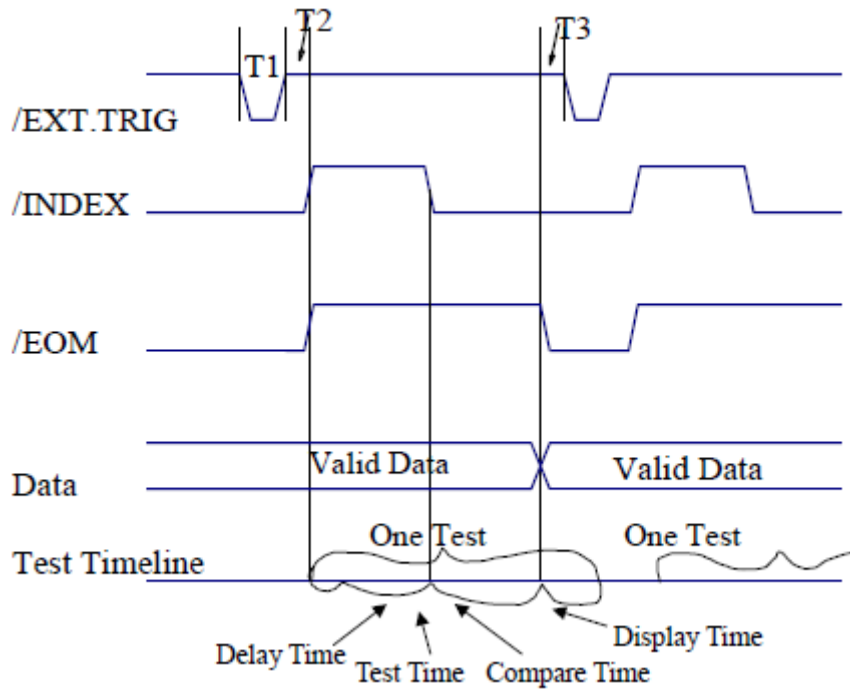 T2
T3
T1
/EXT.TRIG
/INDEX
/EOM
Valid Data
Valid Data
Data
One Test
One Test
Test Timeline
Delay Time
Test Time
Compare Time
Display Time